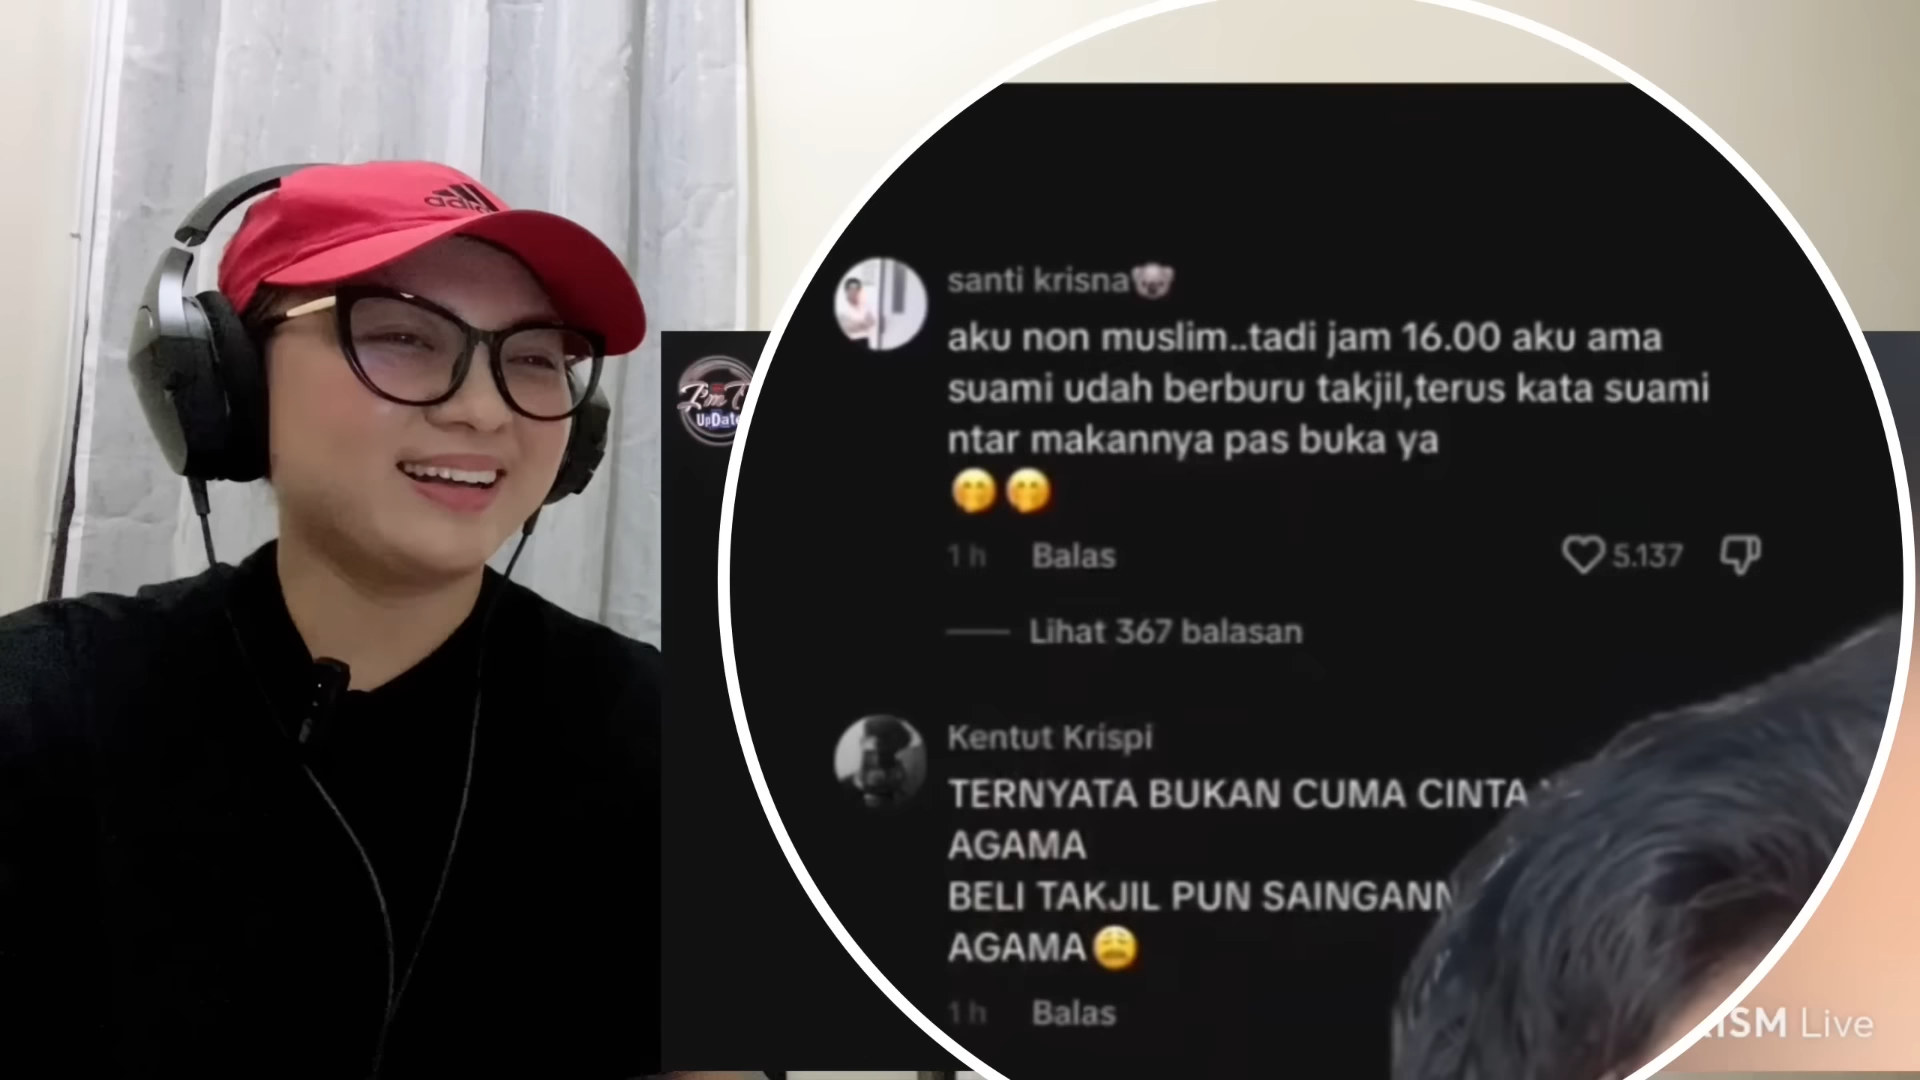 adidas
I'm
UpDate
santi krisna
aku non muslim..tadi jam 16.00 aku ama
suami udah berburu takjil,terus kata suami
ntar makannya pas buka ya
1 h Balas 5.137
Lihat 367 balasan
Kentut Krispi
TERNYATA BUKAN CUMA CINTA
AGAMA
BELI TAKJIL PUN
AGAMA
1 h Balas
Live